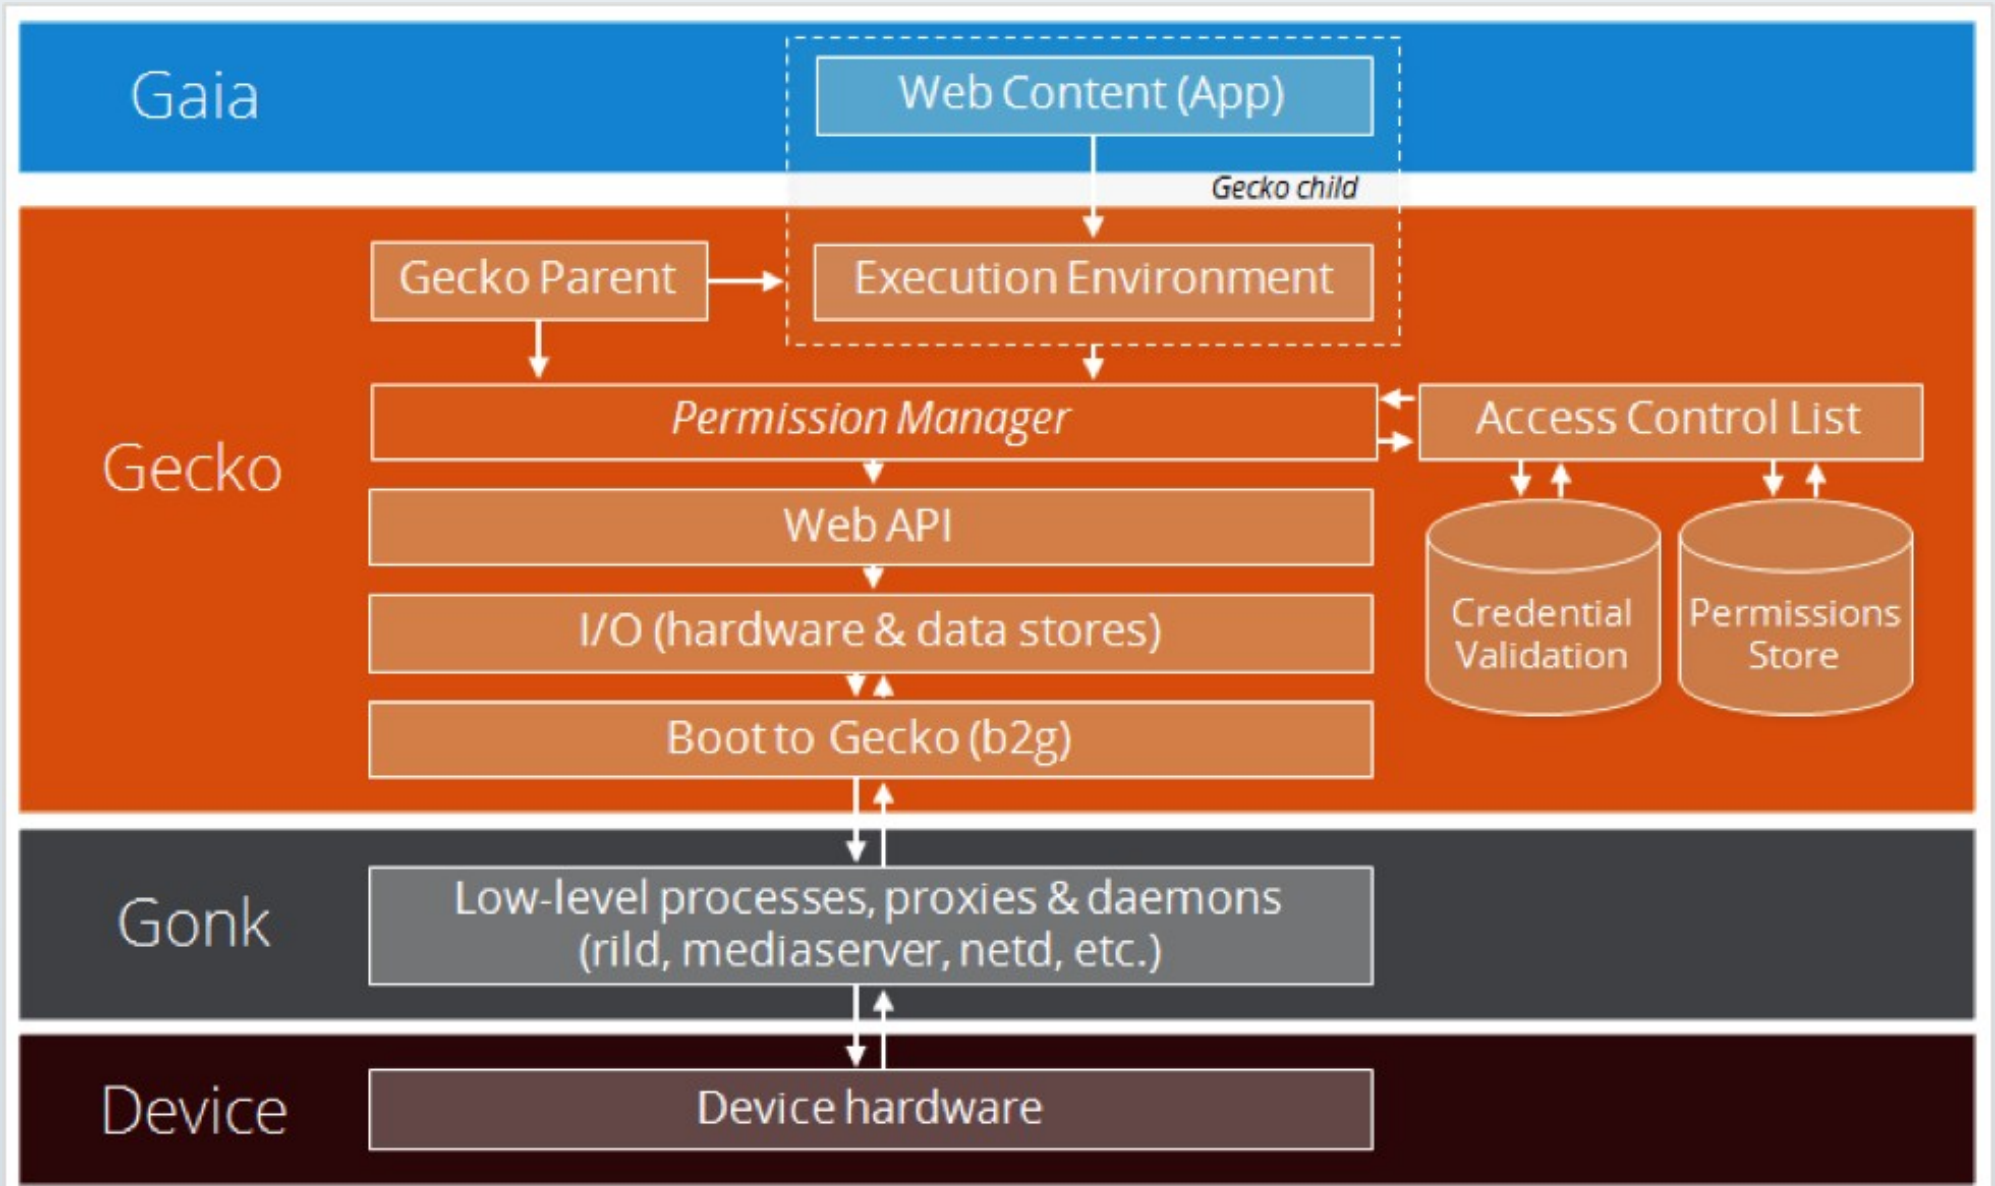 Gaia
Web Content (App)
Gecko child
Gecko Parent
Execution Environment
Permission Manager
Access Control List
Gecko
Web API
Credential
Validation
Permissions
Store
I/O (hardware & data stores)
Boot to Gecko (b2g)
Gonk
Low-level processes, proxies & daemons
(rild, mediaserver, netd, etc.)
Device
Device hardware